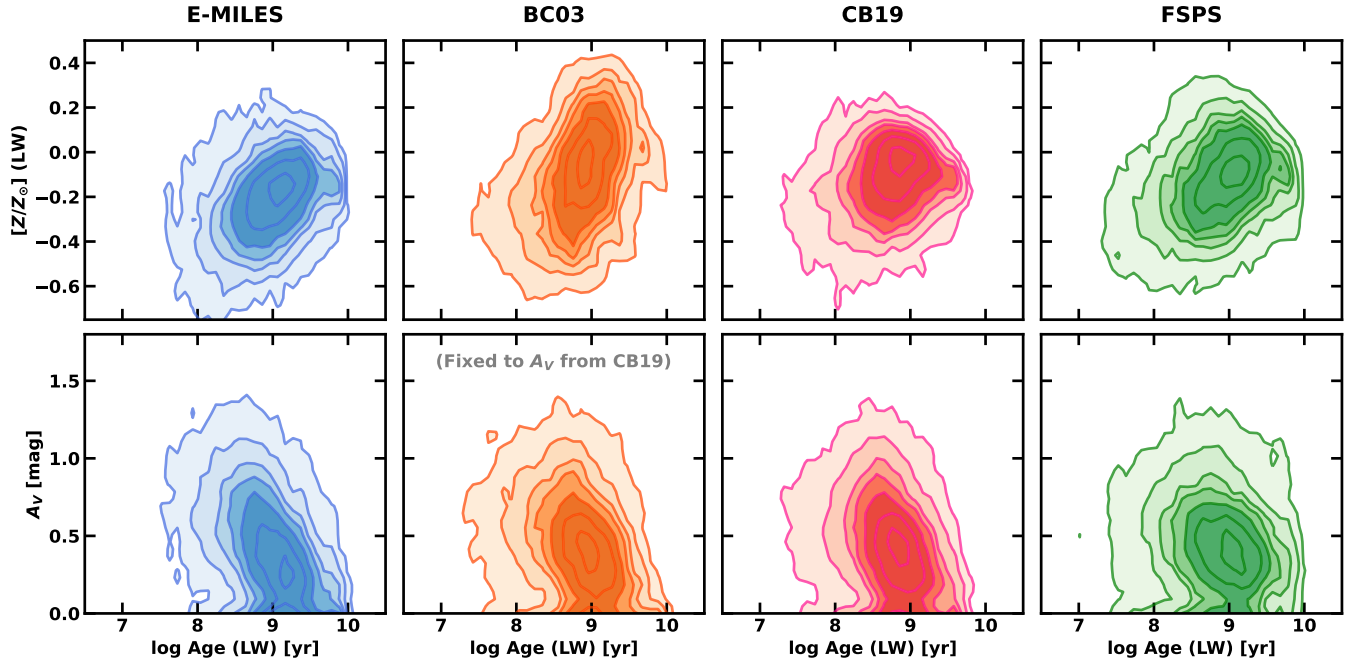 E-MILES BC03 CB19 FSPS
0.4
0.2
0.0
−0.2
−0.4
−0.6
[Z/Z⊙] (LW)
(Fixed to AV from CB19)
1.5
1.0
0.5
0.0
AV [mag]
7 8 9 10 7 8 9 10 7 8 9 10 7 8 9 10
log Age (LW) [yr] log Age (LW) [yr] log Age (LW) [yr] log Age (LW) [yr]